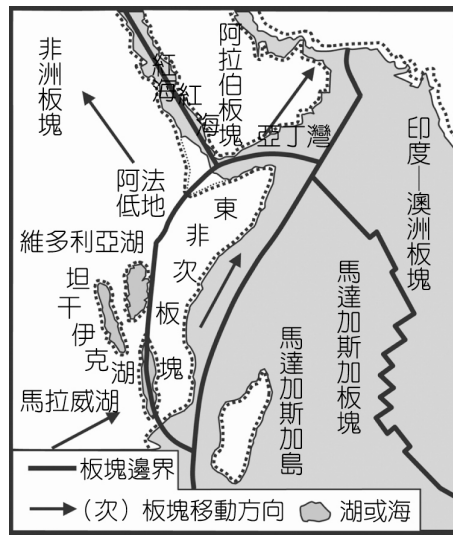 非洲板塊
紅海
紅海
阿拉伯板塊
亞丁灣
印度—澳洲板塊
阿法
低地
東非次板塊
維多利亞湖
坦干伊克湖
馬拉威湖
馬達加斯加島
馬達加斯加板塊
板塊邊界
(次)板塊移動方向
湖或海